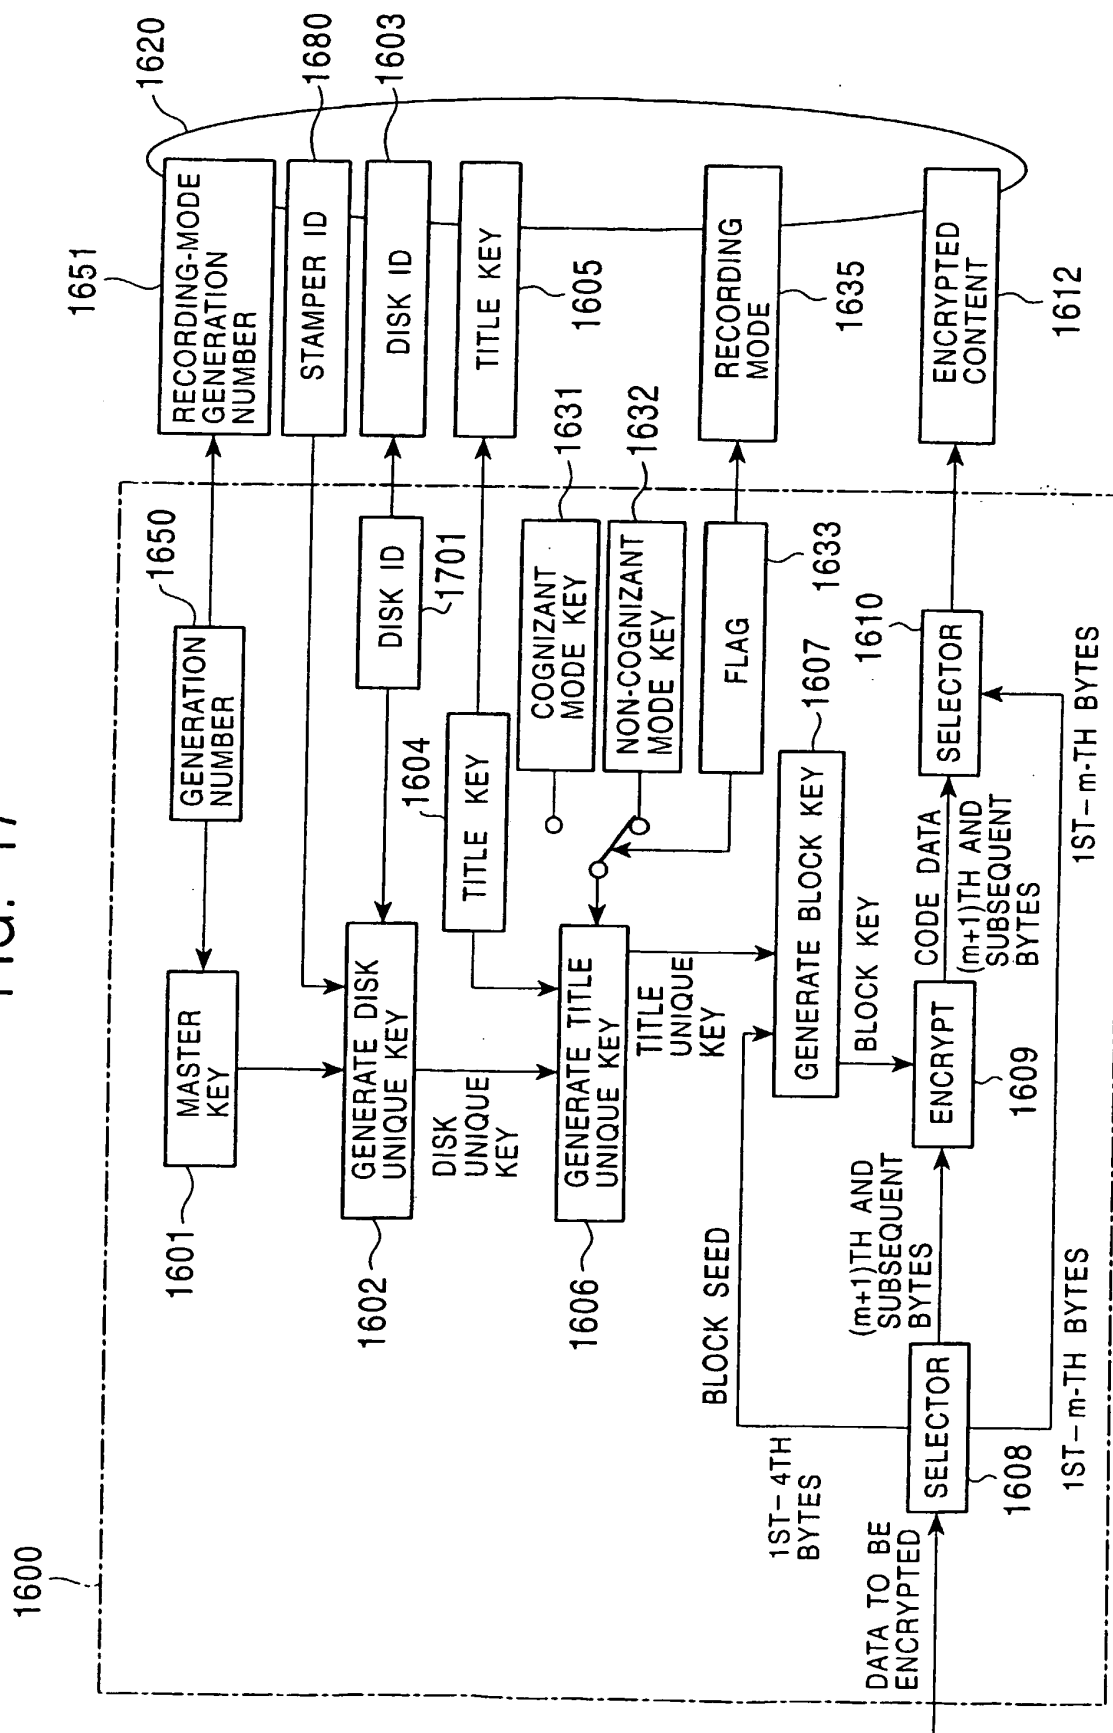 FIG. 17
1600
1620
1651
RECORDING-MODE
GENERATION
NUMBER
1680
STAMPER ID
1603
DISK ID
TITLE KEY
1605
RECORDING
MODE
1635
ENCRYPTED
CONTENT
1612
1650
GENERATION
NUMBER
MASTER
KEY
1601
DISK ID
1701
GENERATE DISK
UNIQUE KEY
1602
DISK
UNIQUE
KEY
1604
TITLE KEY
COGNIZANT
MODE KEY
1631
NON-COGNIZANT
MODE KEY
1632
FLAG
1633
GENERATE TITLE
UNIQUE KEY
1606
TITLE
UNIQUE
KEY
GENERATE BLOCK KEY
1607
BLOCK SEED
BLOCK KEY
1ST-4TH
BYTES
DATA TO BE
ENCRYPTED
SELECTOR
1608
(m+1)TH AND
SUBSEQUENT
BYTES
ENCRYPT
1609
CODE DATA
(m+1)TH AND
SUBSEQUENT
BYTES
SELECTOR
1610
1ST-m-TH BYTES
1ST-m-TH BYTES